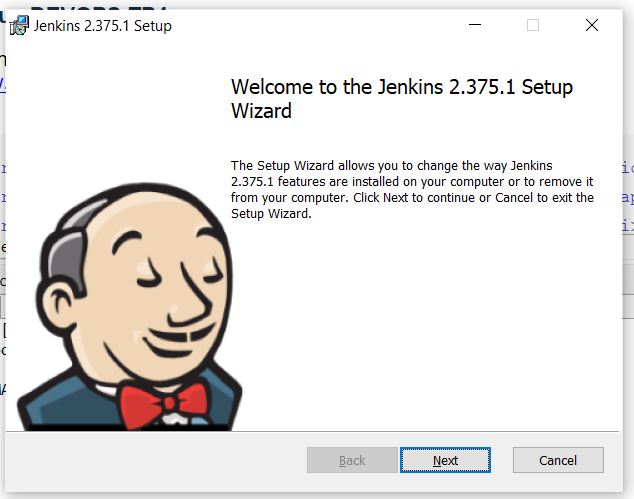 Jenkins 2.375.1 Setup
Welcome to the Jenkins 2.375.1 Setup
Wizard
The Setup Wizard allows you to change the way Jenkins
2.375.1 features are installed on your computer or to remove it
from your computer. Click Next to continue or Cancel to exit the
Setup Wizard.
Back
Next
Cancel